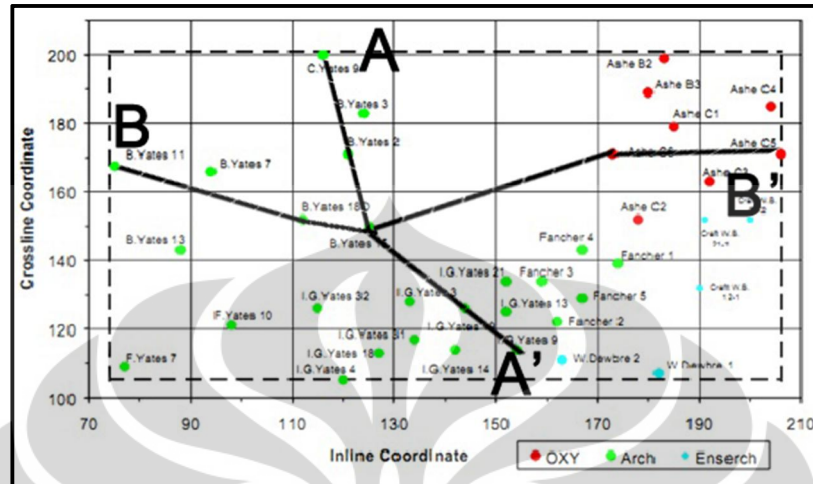 200
180
160
140
120
100
70
90
110
130
150
170
190
210
Crossline Coordinate
Inline Coordinate
A
B
A'
B'
C.Yates 9
B.Yates 3
B.Yates 2
B.Yates 11
B.Yates 7
B.Yates 18D
B.Yates 15
B.Yates 13
Ashe B2
Ashe B3
Ashe C4
Ashe C1
Ashe C5
Ashe C2
Fancher 4
Fancher 1
I.G.Yates 21
Fancher 3
I.G.Yates 32
I.G.Yates 3
I.G.Yates 13
Fancher 5
Fancher 2
IF.Yates 10
I.G.Yates 31
I.G.Yates 18
I.G.Yates 14
F.Yates 7
I.G.Yates 4
W.Dewbre 2
W.Dewbre 1
OXY
Arch
Enserch